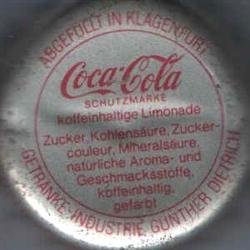 ABGEFÜLLT IN KLAGENFURT
Coca-Cola
SCHUTZMARKE
koffeinhaltige Limonade
Zucker, Kohlensäure, Zucker-
couleur, Mineralsäure,
natürliche Aroma- und
Geschmacksstoffe,
koffeinhaltig,
gefärbt
GETRÄNKE-INDUSTRIE, GÜNTHER DIETRICH